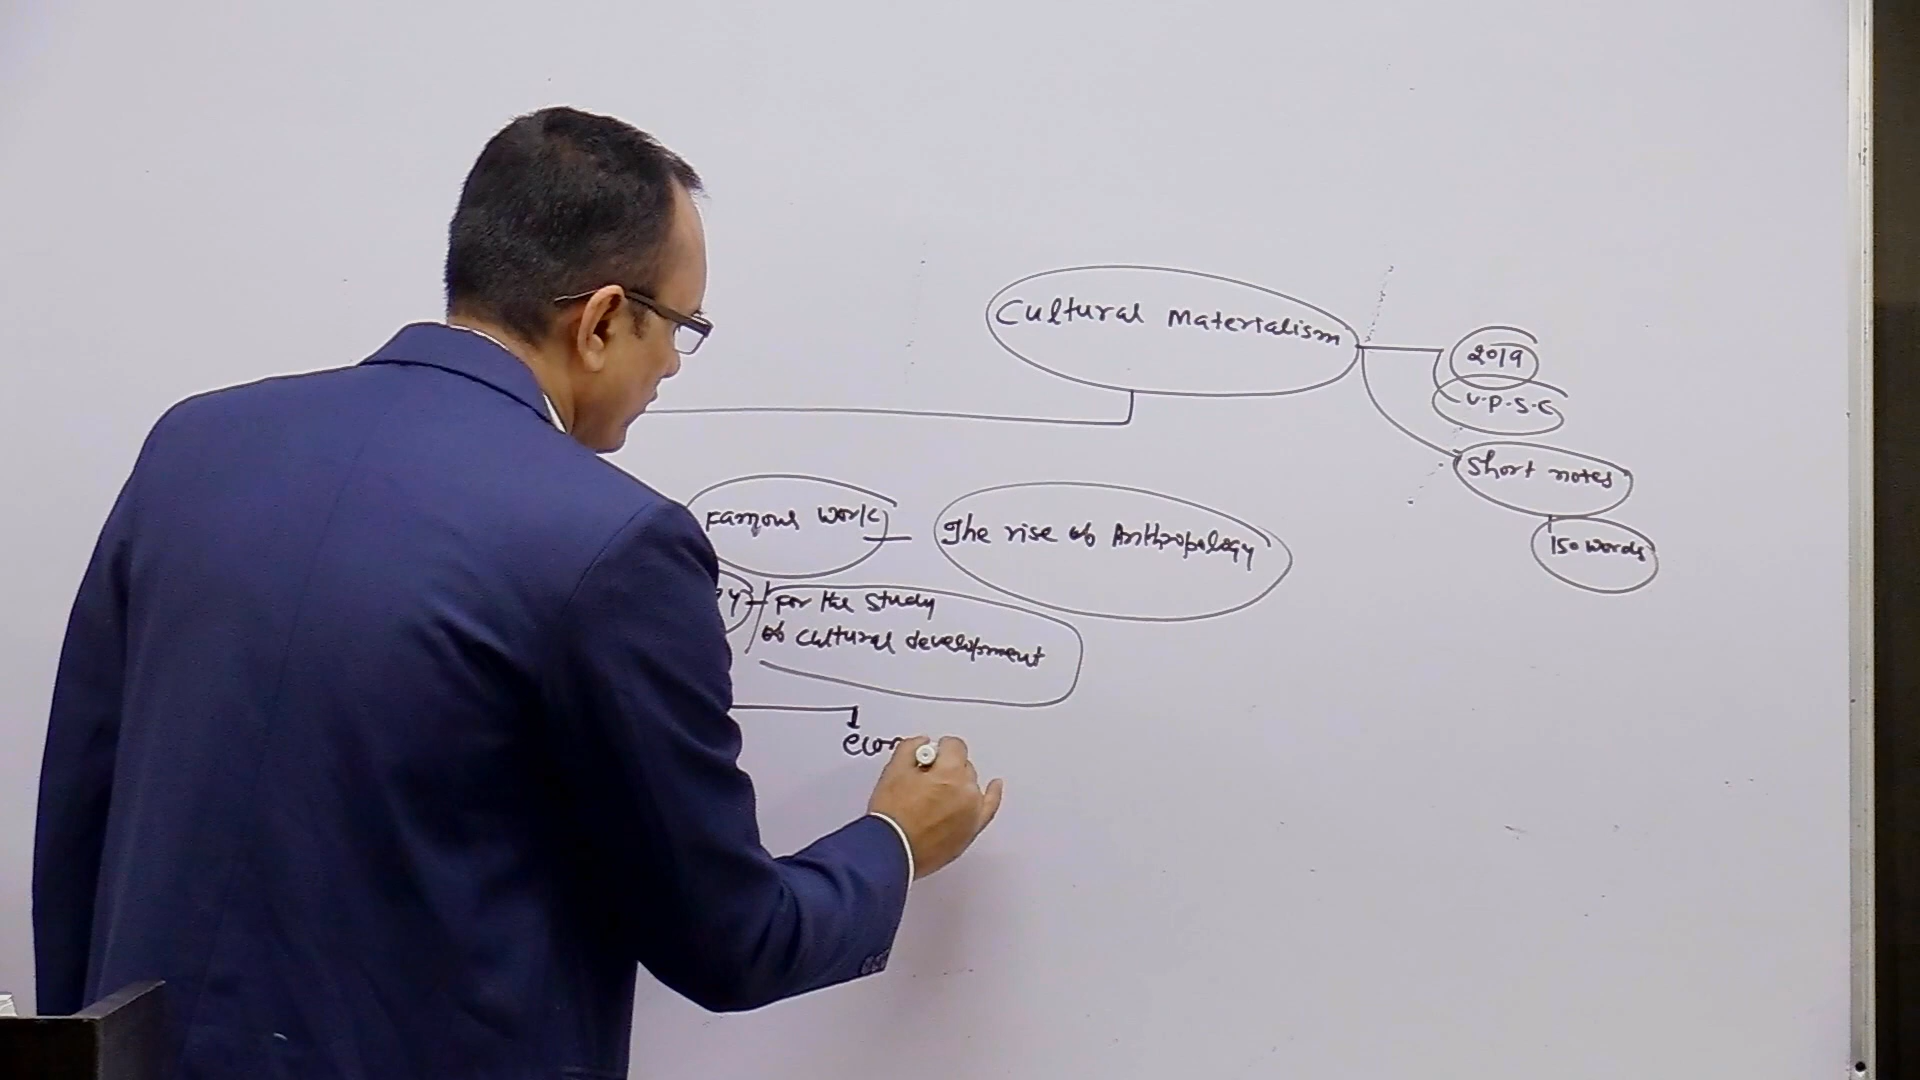 Cultural Materialism
2019
U.P.S.C
Short notes
150 words
Famous work
The rise of Anthropology
For the study
of cultural development